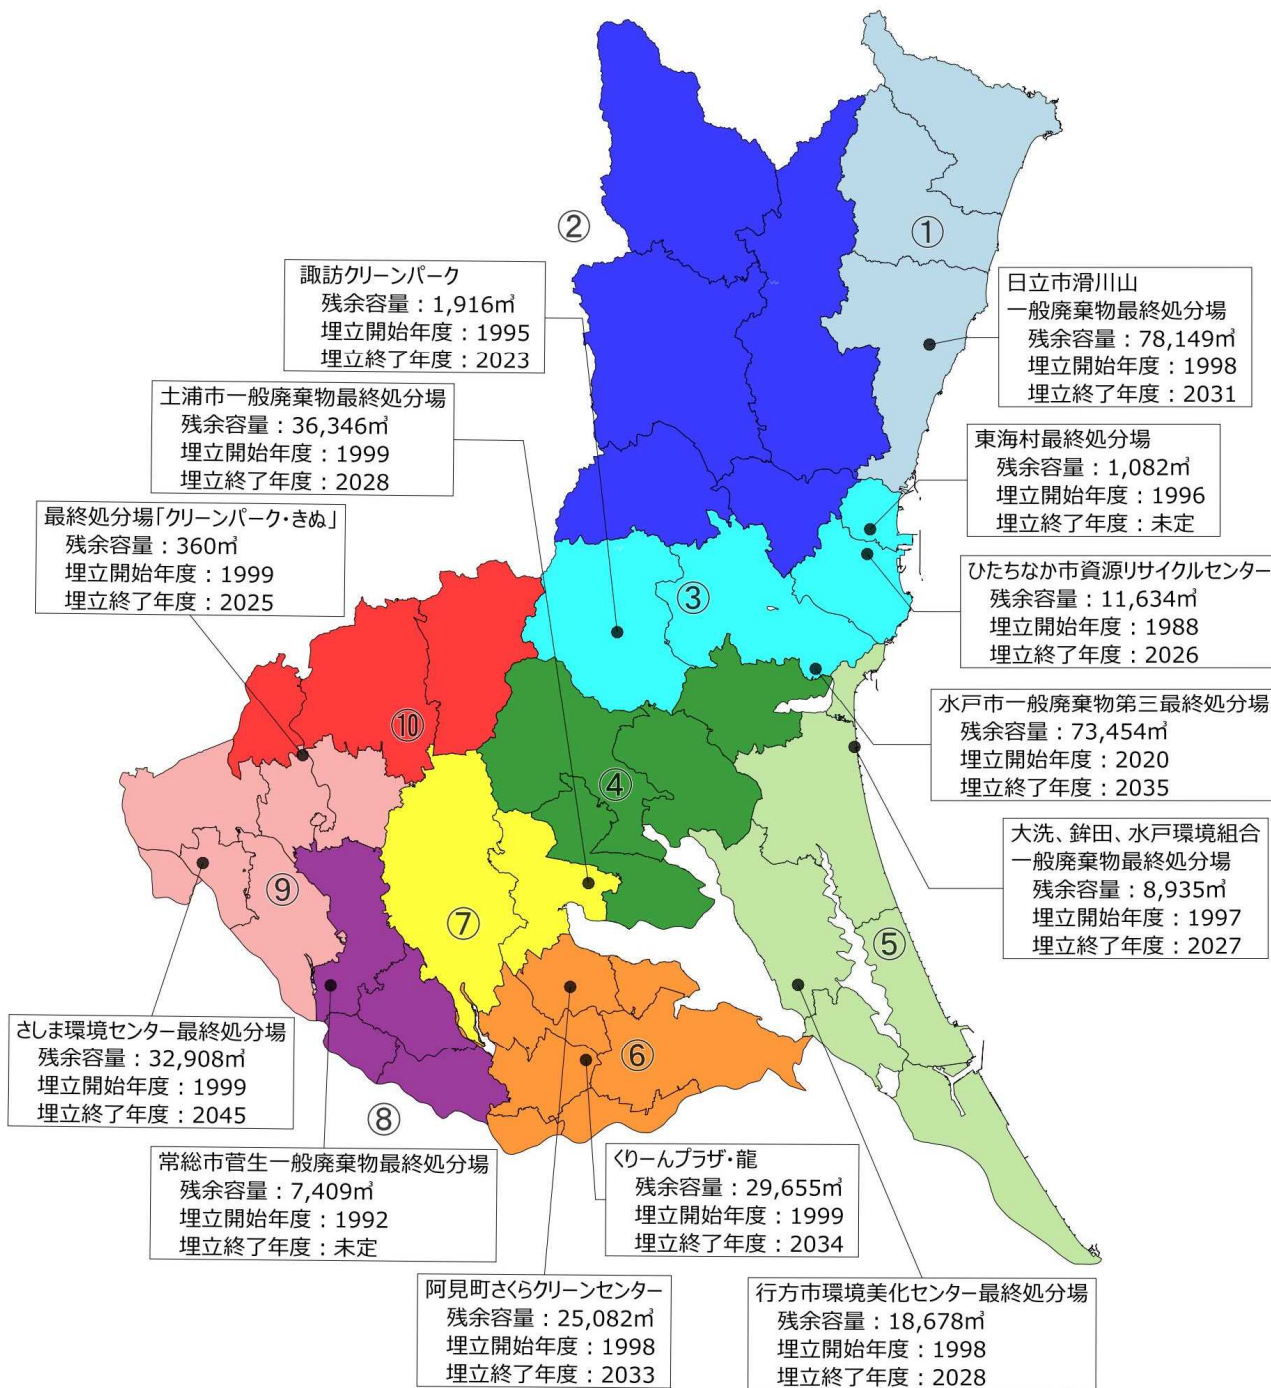 ②
①
諏訪クリーンパーク
残余容量：1,916㎥
埋立開始年度：1995
埋立終了年度：2023
日立市滑川山
一般廃棄物最終処分場
残余容量：78,149㎥
埋立開始年度：1998
埋立終了年度：2031
土浦市一般廃棄物最終処分場
残余容量：36,346㎥
埋立開始年度：1999
埋立終了年度：2028
東海村最終処分場
残余容量：1,082㎥
埋立開始年度：1996
埋立終了年度：未定
最終処分場「クリーンパーク・きぬ」
残余容量：360㎥
埋立開始年度：1999
埋立終了年度：2025
ひたちなか市資源リサイクルセンター
残余容量：11,634㎥
埋立開始年度：1988
埋立終了年度：2026
③
水戸市一般廃棄物第三最終処分場
残余容量：73,454㎥
埋立開始年度：2020
埋立終了年度：2035
⑩
④
大洗、鉾田、水戸環境組合
一般廃棄物最終処分場
残余容量：8,935㎥
埋立開始年度：1997
埋立終了年度：2027
⑨
⑦
⑤
さしま環境センター最終処分場
残余容量：32,908㎥
埋立開始年度：1999
埋立終了年度：2045
⑥
⑧
常総市菅生一般廃棄物最終処分場
残余容量：7,409㎥
埋立開始年度：1992
埋立終了年度：未定
くりーんプラザ・龍
残余容量：29,655㎥
埋立開始年度：1999
埋立終了年度：2034
阿見町さくらクリーンセンター
残余容量：25,082㎥
埋立開始年度：1998
埋立終了年度：2033
行方市環境美化センター最終処分場
残余容量：18,678㎥
埋立開始年度：1998
埋立終了年度：2028